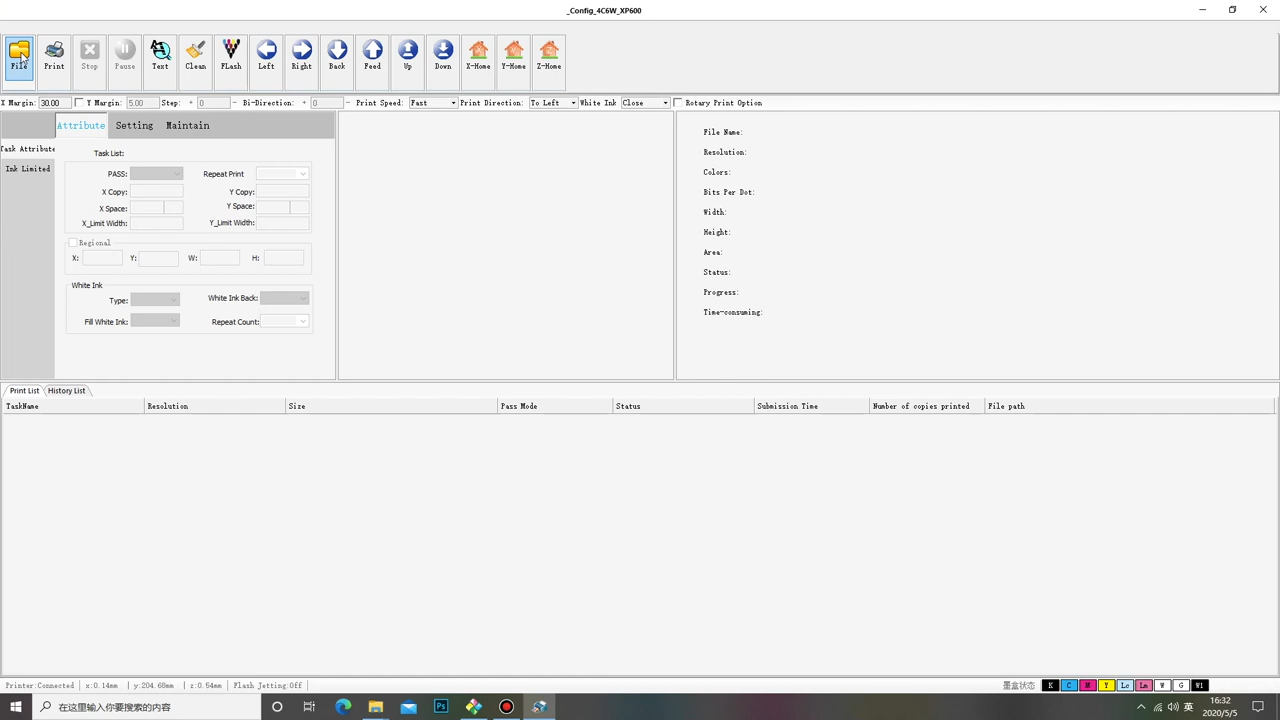 _Config_4C6W_XP600
File Print Stop Pause Text Clean FLash Left Right Back Feed Up Down X-Home Y-Home Z-Home
X Margin: 30.00 Y Margin: 5.00 Step: + 0 - Bi-Direction: + 0 - Print Speed: Fast Print Direction: To Left White Ink Close Rotary Print Option
Attribute Setting Maintain
Task Attribute
Ink Limited
Task List:
PASS: Repeat Print
X Copy: Y Copy:
X Space: Y Space:
X_Limit Width: Y_Limit Width:
Regional
X: Y: W: H:
White Ink
Type: White Ink Back:
Fill White Ink: Repeat Count:
File Name:
Resolution:
Colors:
Bits Per Dot:
Width:
Height:
Area:
Status:
Progress:
Time-consuming:
Print List History List
TaskName Resolution Size Pass Mode Status Submission Time Number of copies printed File path
Printer:Connected x:0.14mm y:204.68mm z:0.54mm Flash Jetting:Off 墨盒状态 K C M Y Lc Lm W G W1
在这里输入你要搜索的内容 Ps 英 16:32
2020/5/5